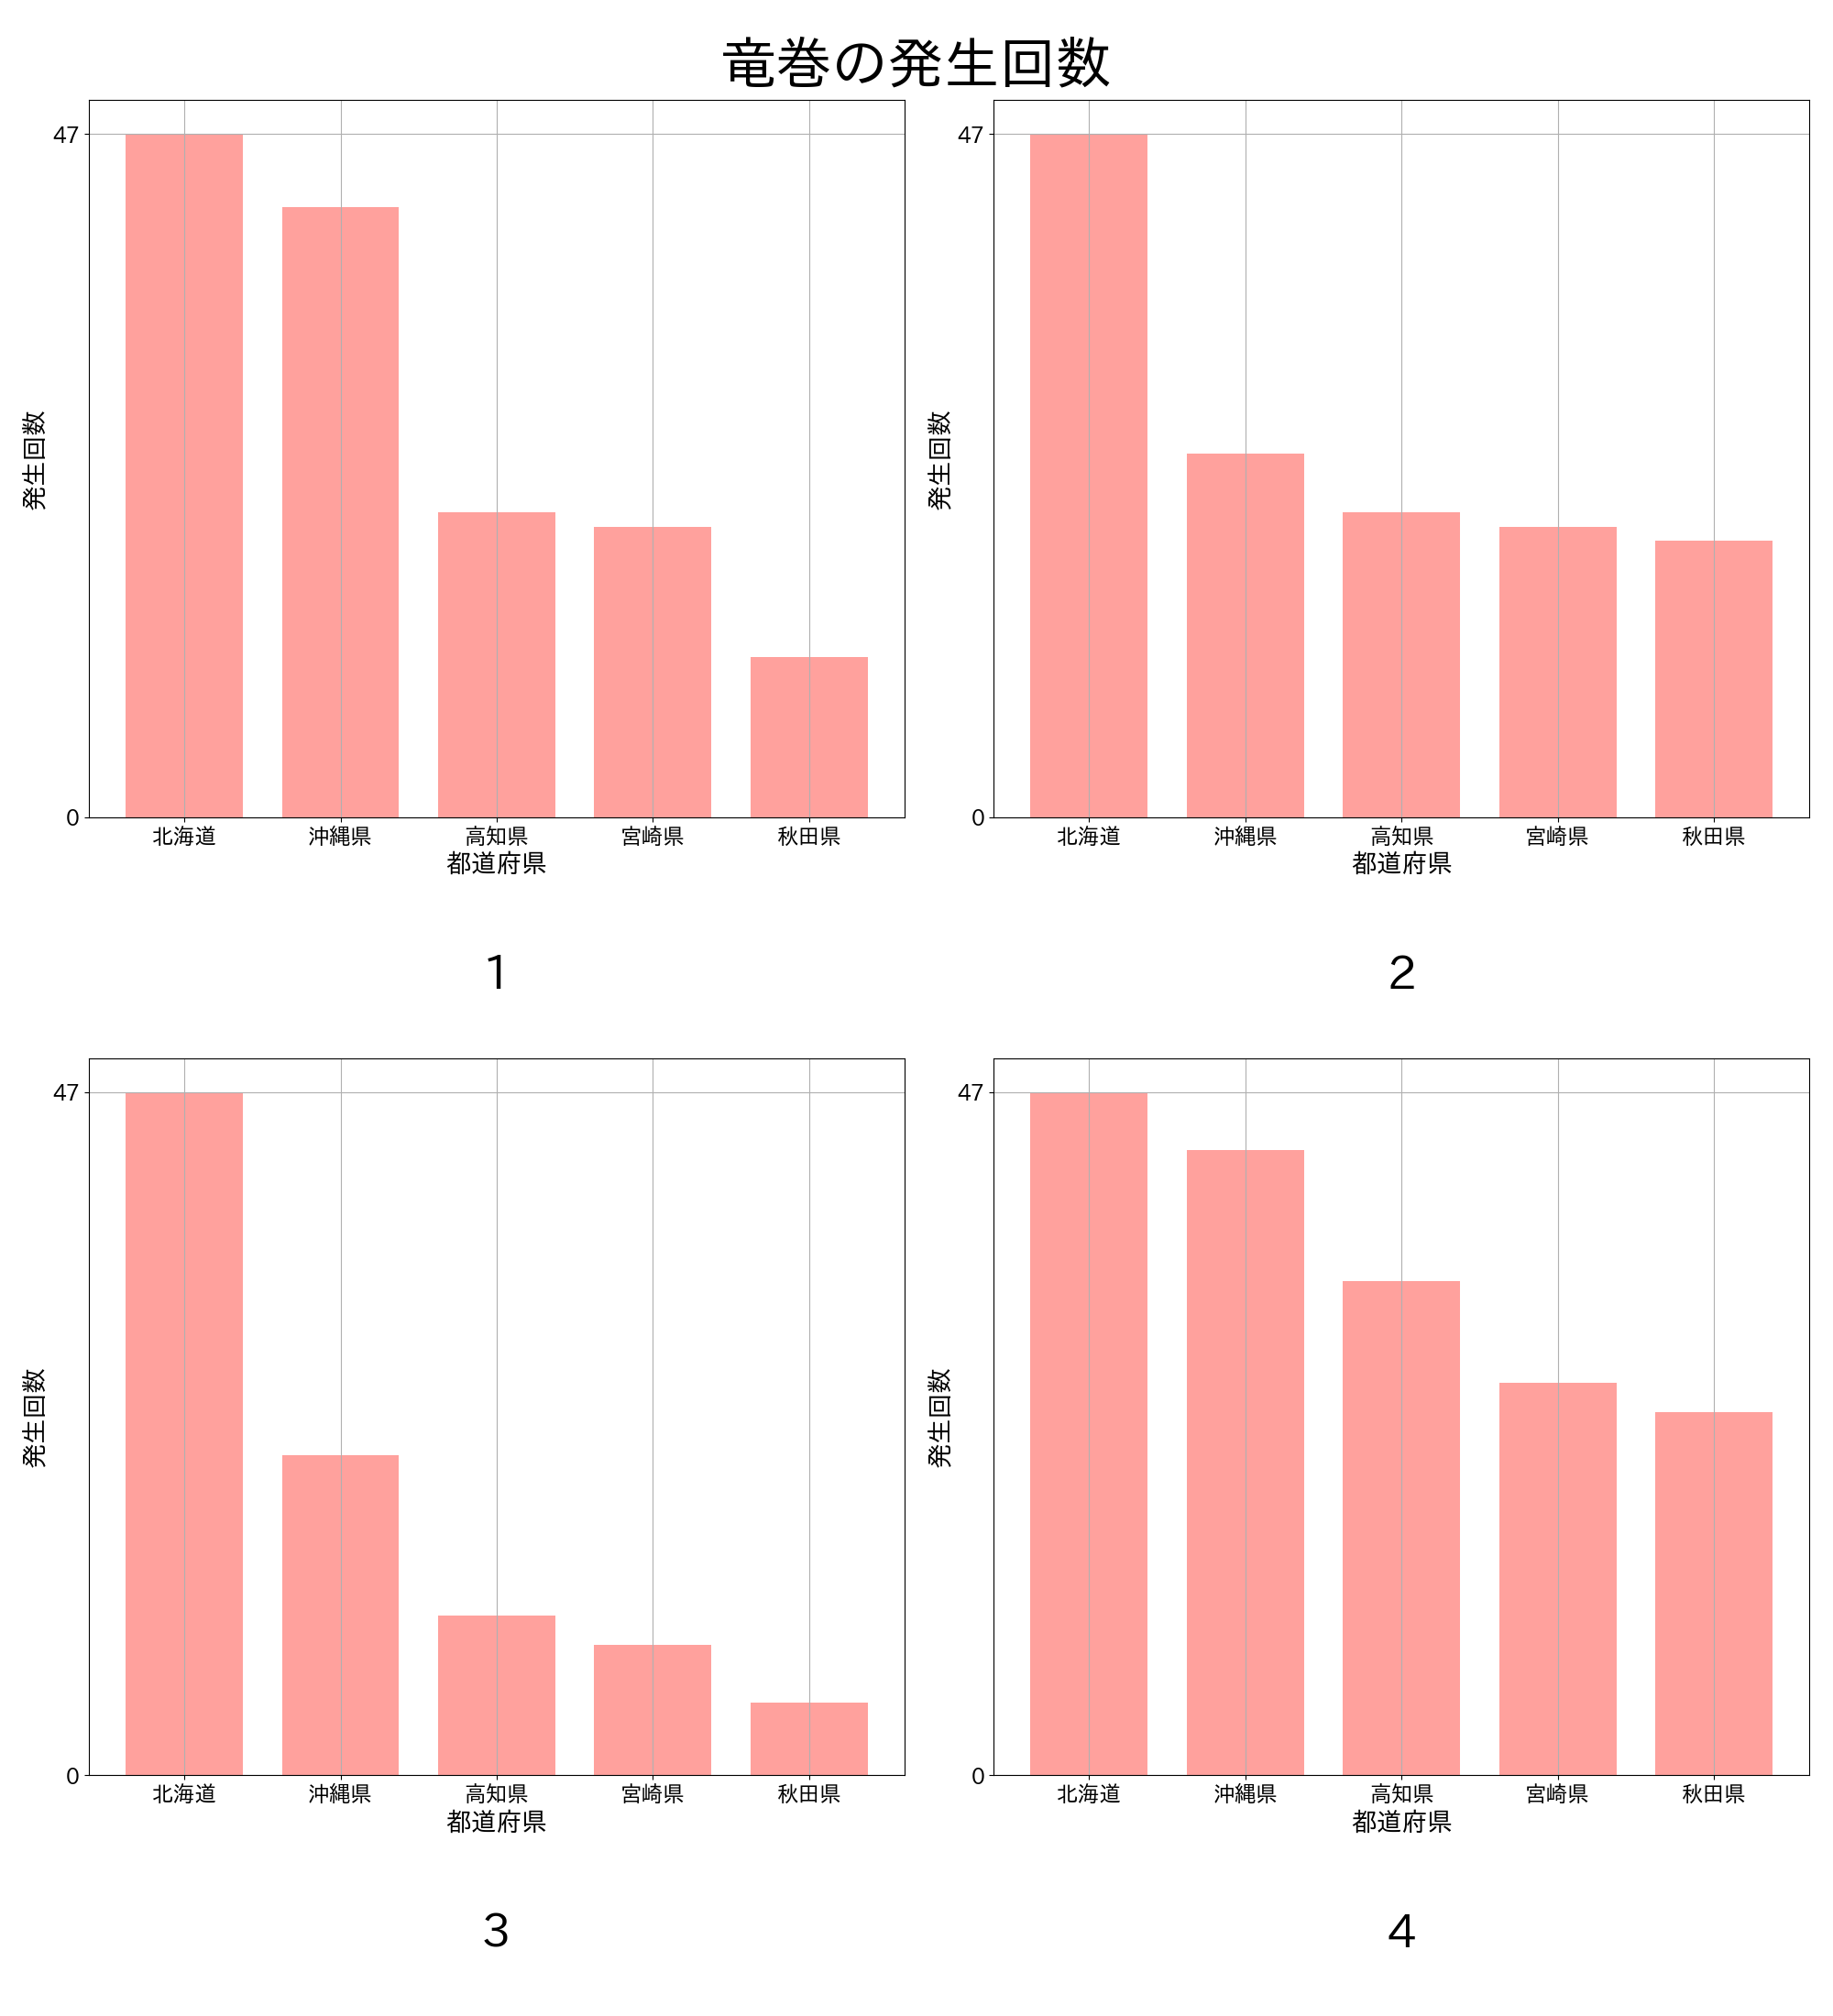 竜巻の発生回数
47
0
発生回数
北海道 沖縄県 高知県 宮崎県 秋田県
都道府県
1
47
0
発生回数
北海道 沖縄県 高知県 宮崎県 秋田県
都道府県
2
47
0
発生回数
北海道 沖縄県 高知県 宮崎県 秋田県
都道府県
3
47
0
発生回数
北海道 沖縄県 高知県 宮崎県 秋田県
都道府県
4